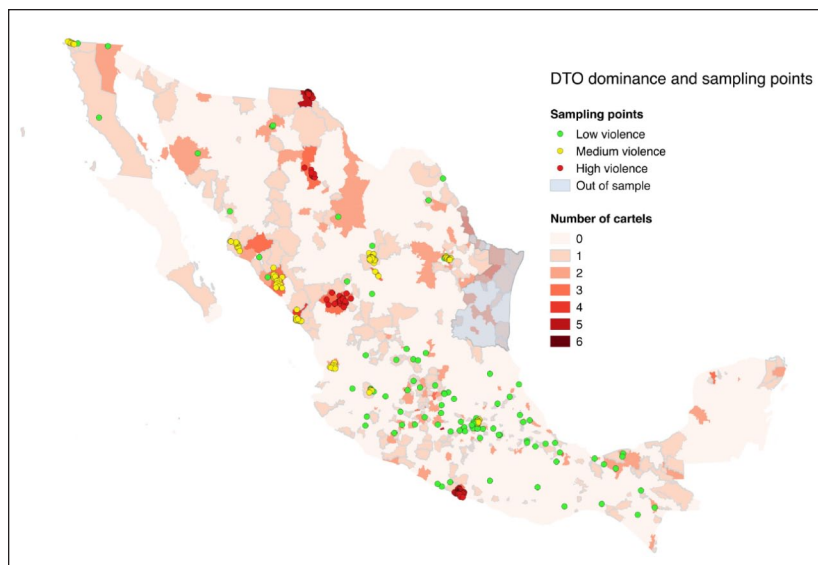 DTO dominance and sampling points
Sampling points
Low violence
Medium violence
High violence
Out of sample
Number of cartels
0
1
2
3
4
5
6